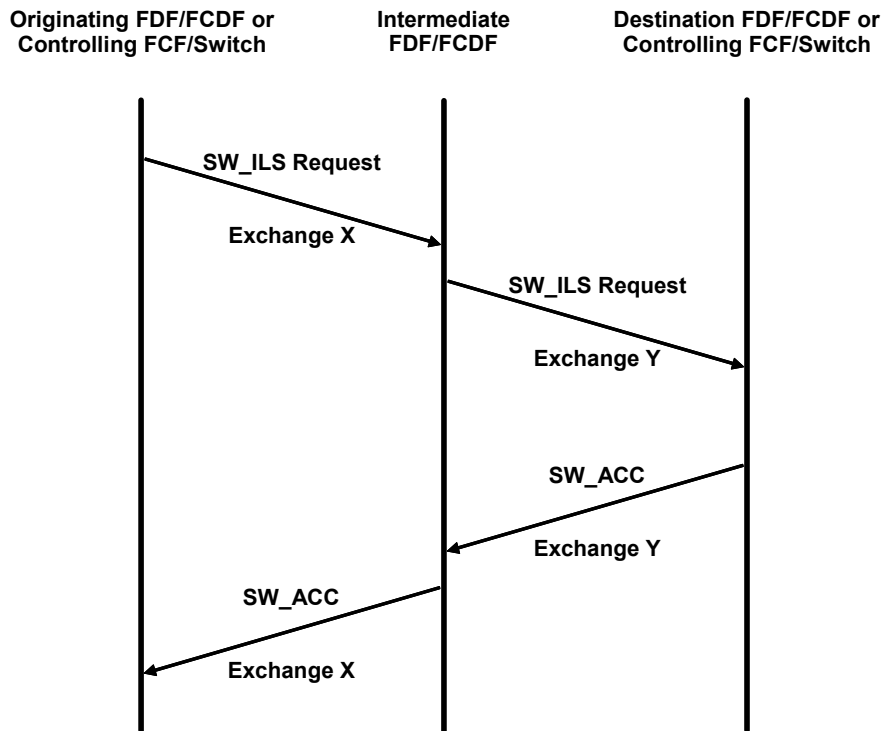 Originating FDF/FCDF or
Controlling FCF/Switch
Intermediate
FDF/FCDF
Destination FDF/FCDF or
Controlling FCF/Switch
SW_ILS Request
Exchange X
SW_ILS Request
Exchange Y
SW_ACC
Exchange Y
SW_ACC
Exchange X